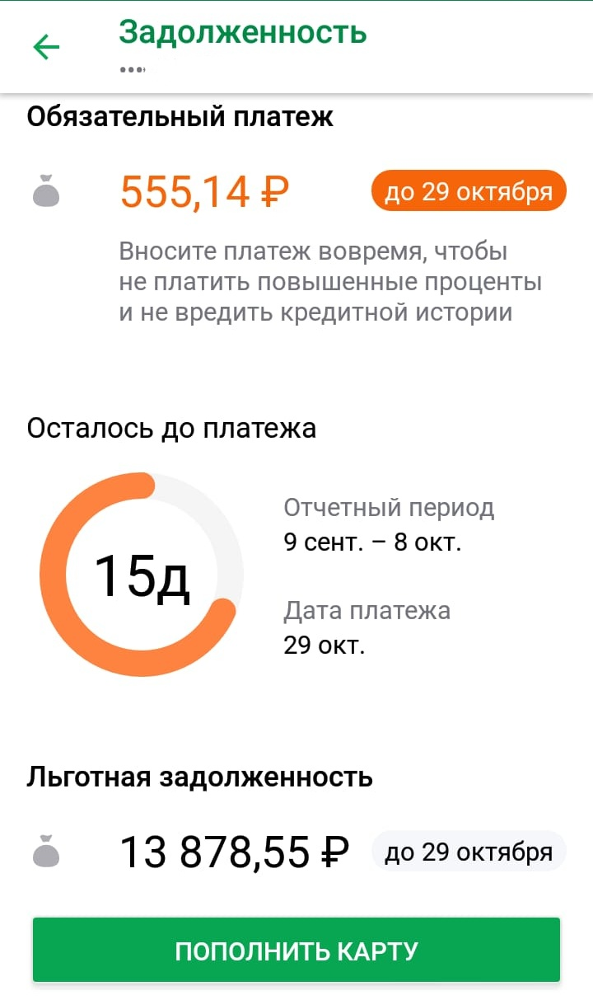 Задолженность
Обязательный платеж
555,14 ₽
до 29 октября
Вносите платеж вовремя, чтобы
не платить повышенные проценты
и не вредить кредитной истории
Осталось до платежа
15д
Отчетный период
9 сент. – 8 окт.
Дата платежа
29 окт.
Льготная задолженность
13 878,55 ₽
до 29 октября
ПОПОЛНИТЬ КАРТУ